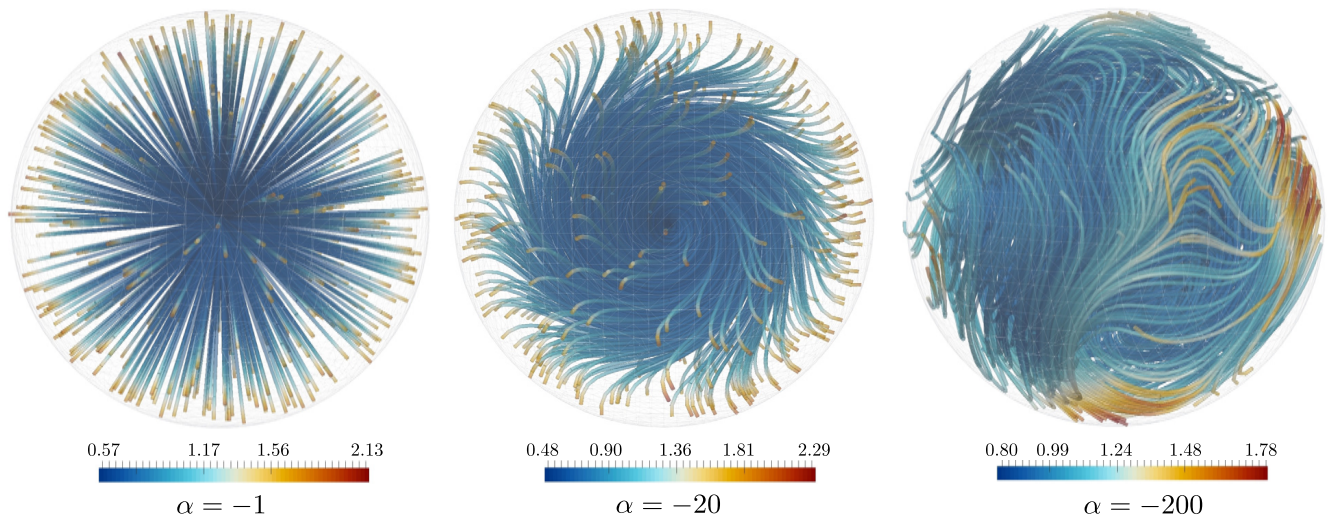 0.57 1.17 1.56 2.13
0.48 0.90 1.36 1.81 2.29
0.80 0.99 1.24 1.48 1.78
α = −1
α = −20
α = −200